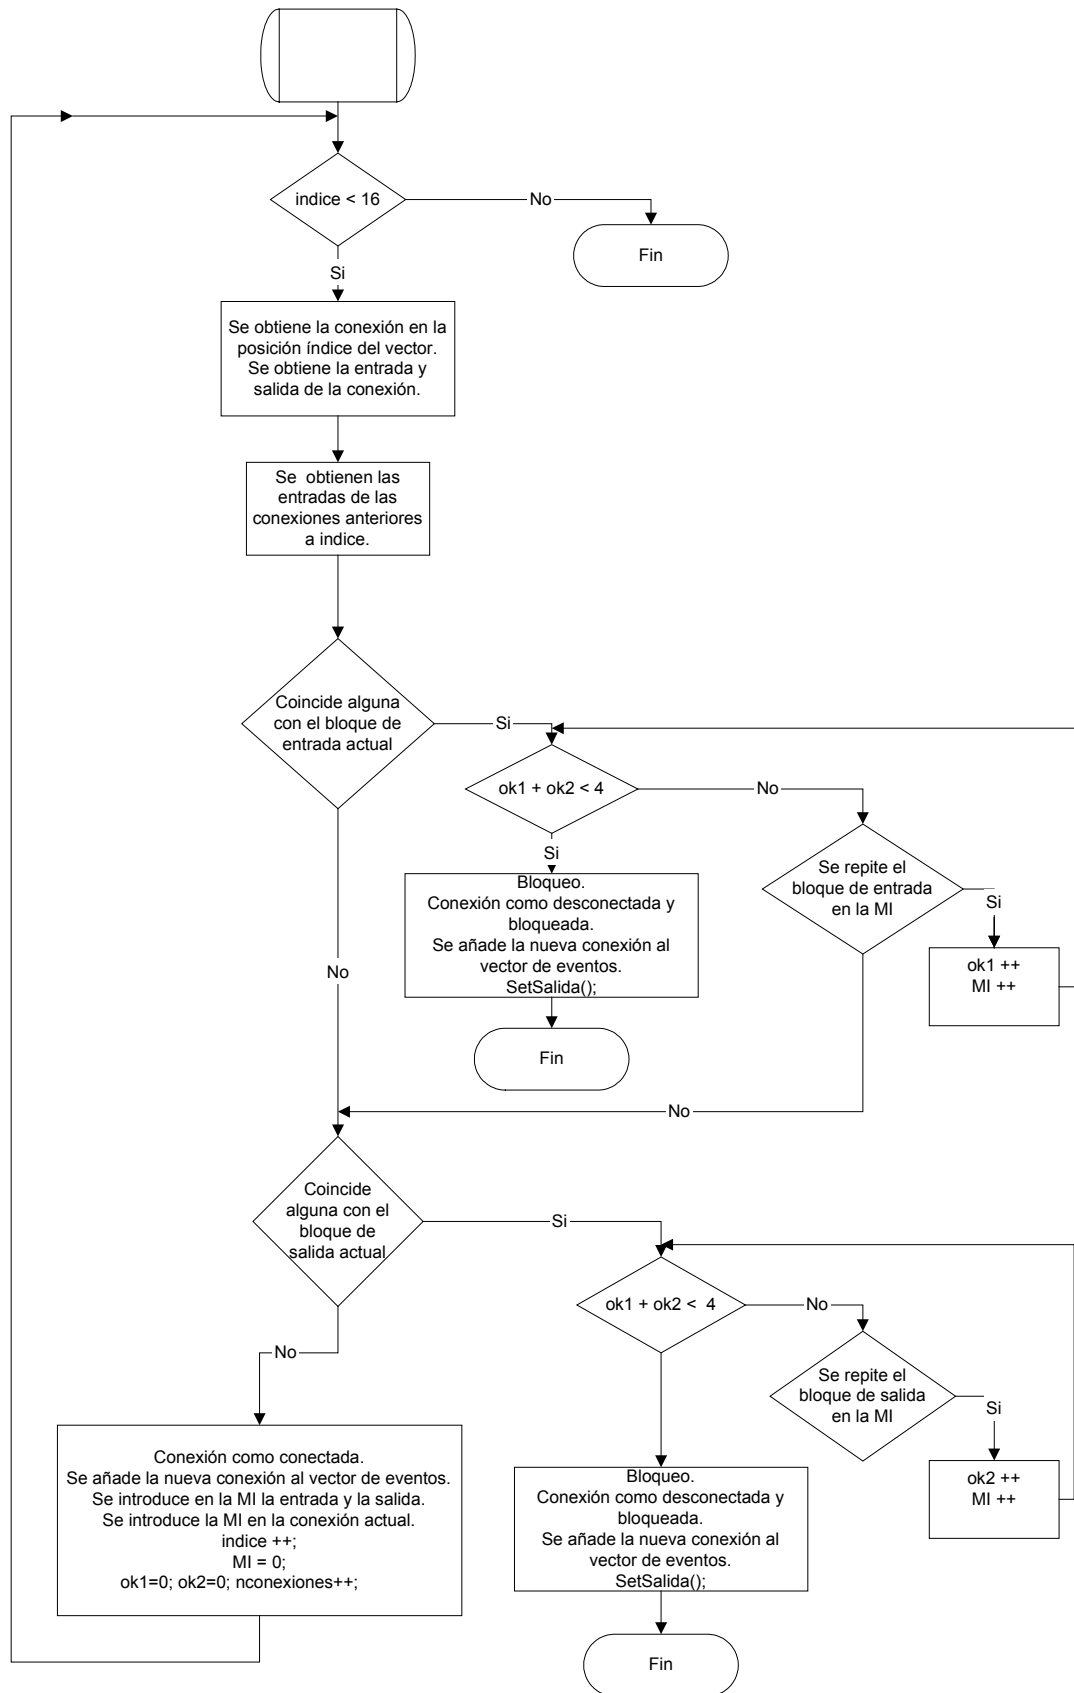 indice < 16
No
Fin
Si
Se obtiene la conexión en la
posición índice del vector.
Se obtiene la entrada y
salida de la conexión.
Se obtienen las
entradas de las
conexiones anteriores
a indice.
Coincide alguna
con el bloque de
entrada actual
Si
ok1 + ok2 < 4
No
Si
Se repite el
bloque de entrada
en la MI
Si
Bloqueo.
Conexión como desconectada y
bloqueada.
Se añade la nueva conexión al
vector de eventos.
SetSalida();
ok1 ++
MI ++
No
Fin
No
Coincide
alguna con el
bloque de
salida actual
Si
ok1 + ok2 < 4
No
No
Se repite el
bloque de salida
en la MI
Si
Conexión como conectada.
Se añade la nueva conexión al vector de eventos.
Se introduce en la MI la entrada y la salida.
Se introduce la MI en la conexión actual.
indice ++;
MI = 0;
ok1=0; ok2=0; nconexiones++;
Bloqueo.
Conexión como desconectada y
bloqueada.
Se añade la nueva conexión al
vector de eventos.
SetSalida();
ok2 ++
MI ++
Fin